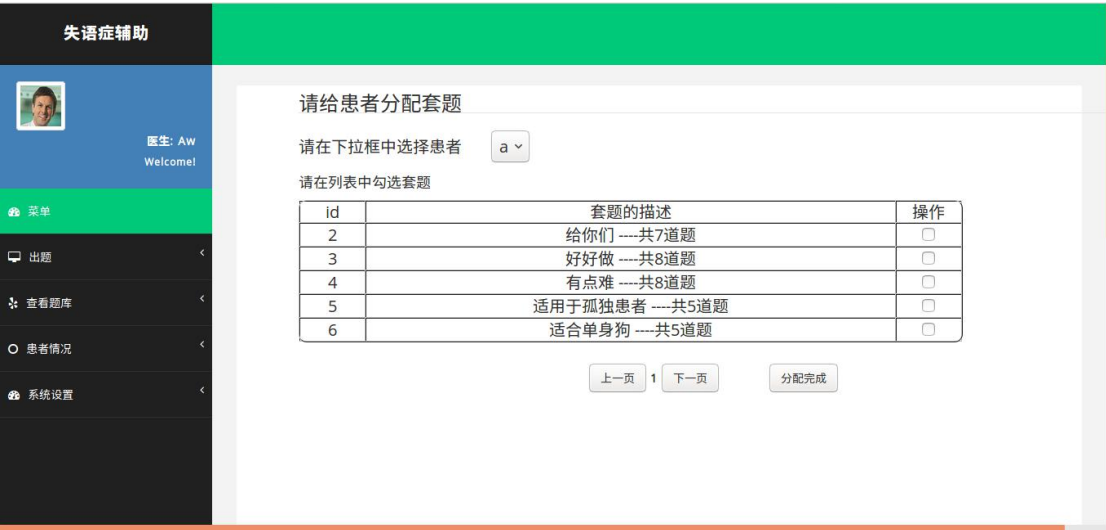 失语症辅助
医生: Aw
Welcome!
菜单
出题
查看题库
患者情况
系统设置
请给患者分配套题
请在下拉框中选择患者 a
请在列表中勾选套题
id 套题的描述 操作
2 给你们 ----共7道题
3 好好做 ----共8道题
4 有点难 ----共8道题
5 适用于孤独患者 ----共5道题
6 适合单身狗 ----共5道题
上一页 1 下一页 分配完成